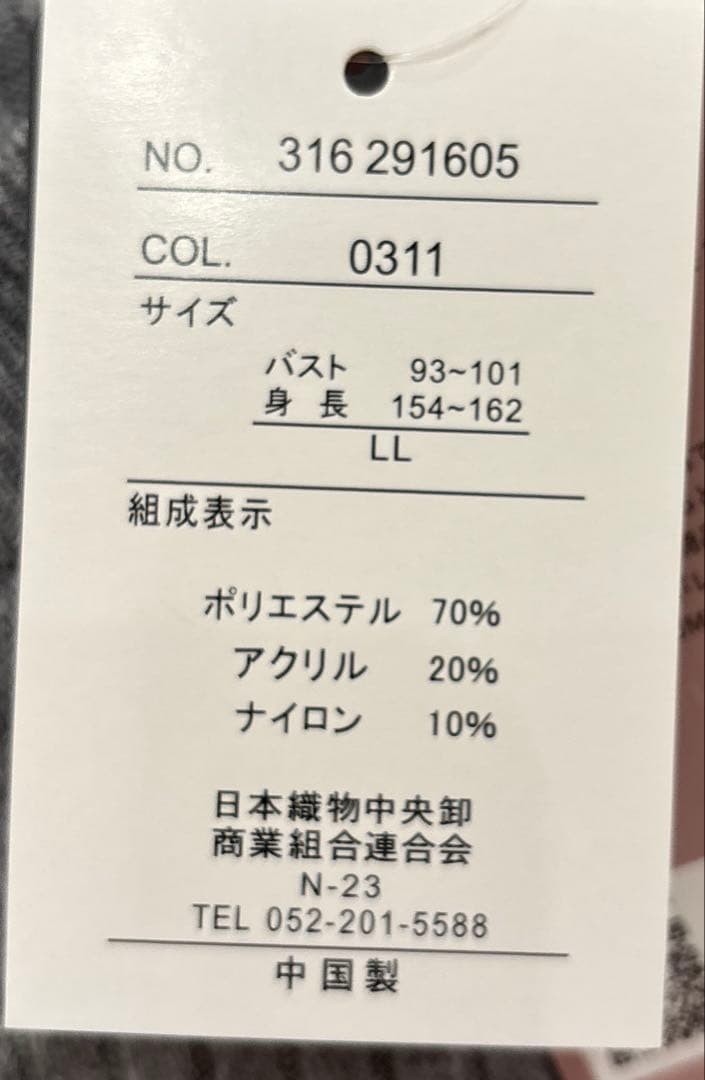 NO. 316 291605
COL. 0311
サイズ
バスト 93~101
身 長 154~162
LL
組成表示
ポリエステル 70%
アクリル 20%
ナイロン 10%
日本織物中央卸
商業組合連合会
N-23
TEL 052-201-5588
中国製